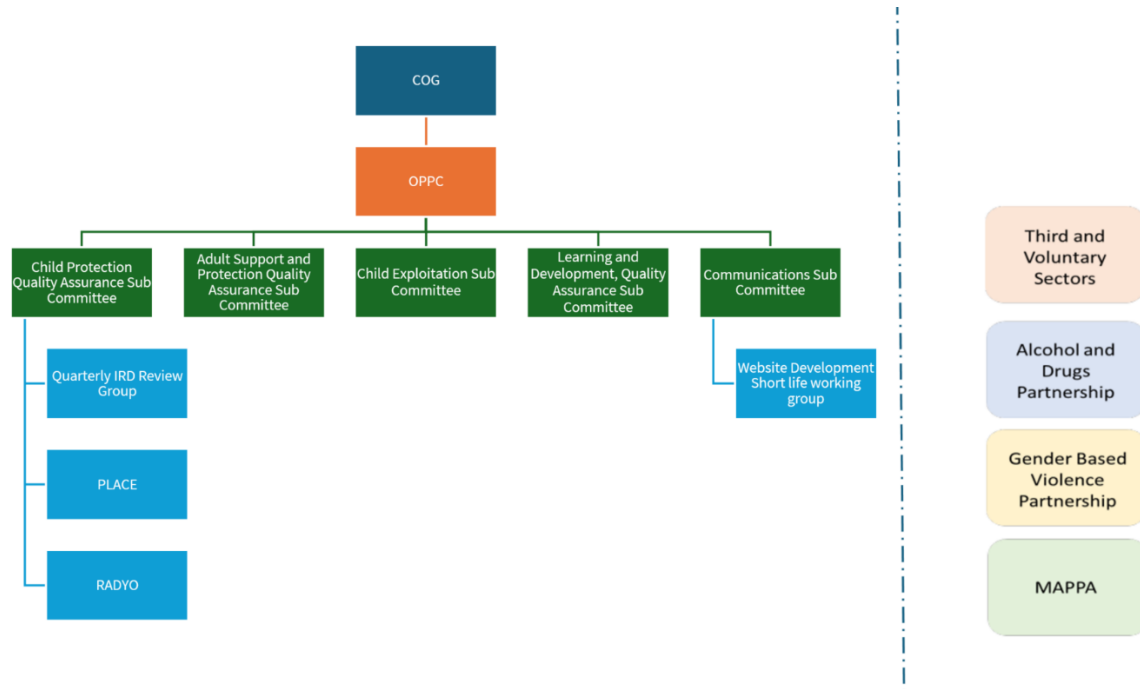 COG
OPPC
Child Protection
Quality Assurance Sub
Committee
Adult Support and
Protection Quality
Assurance Sub
Committee
Child Exploitation Sub
Committee
Learning and
Development, Quality
Assurance Sub
Committee
Communications Sub
Committee
Quarterly IRD Review
Group
PLACE
RADYO
Website Development
Short life working
group
Third and
Voluntary
Sectors
Alcohol and
Drugs
Partnership
Gender Based
Violence
Partnership
MAPPA